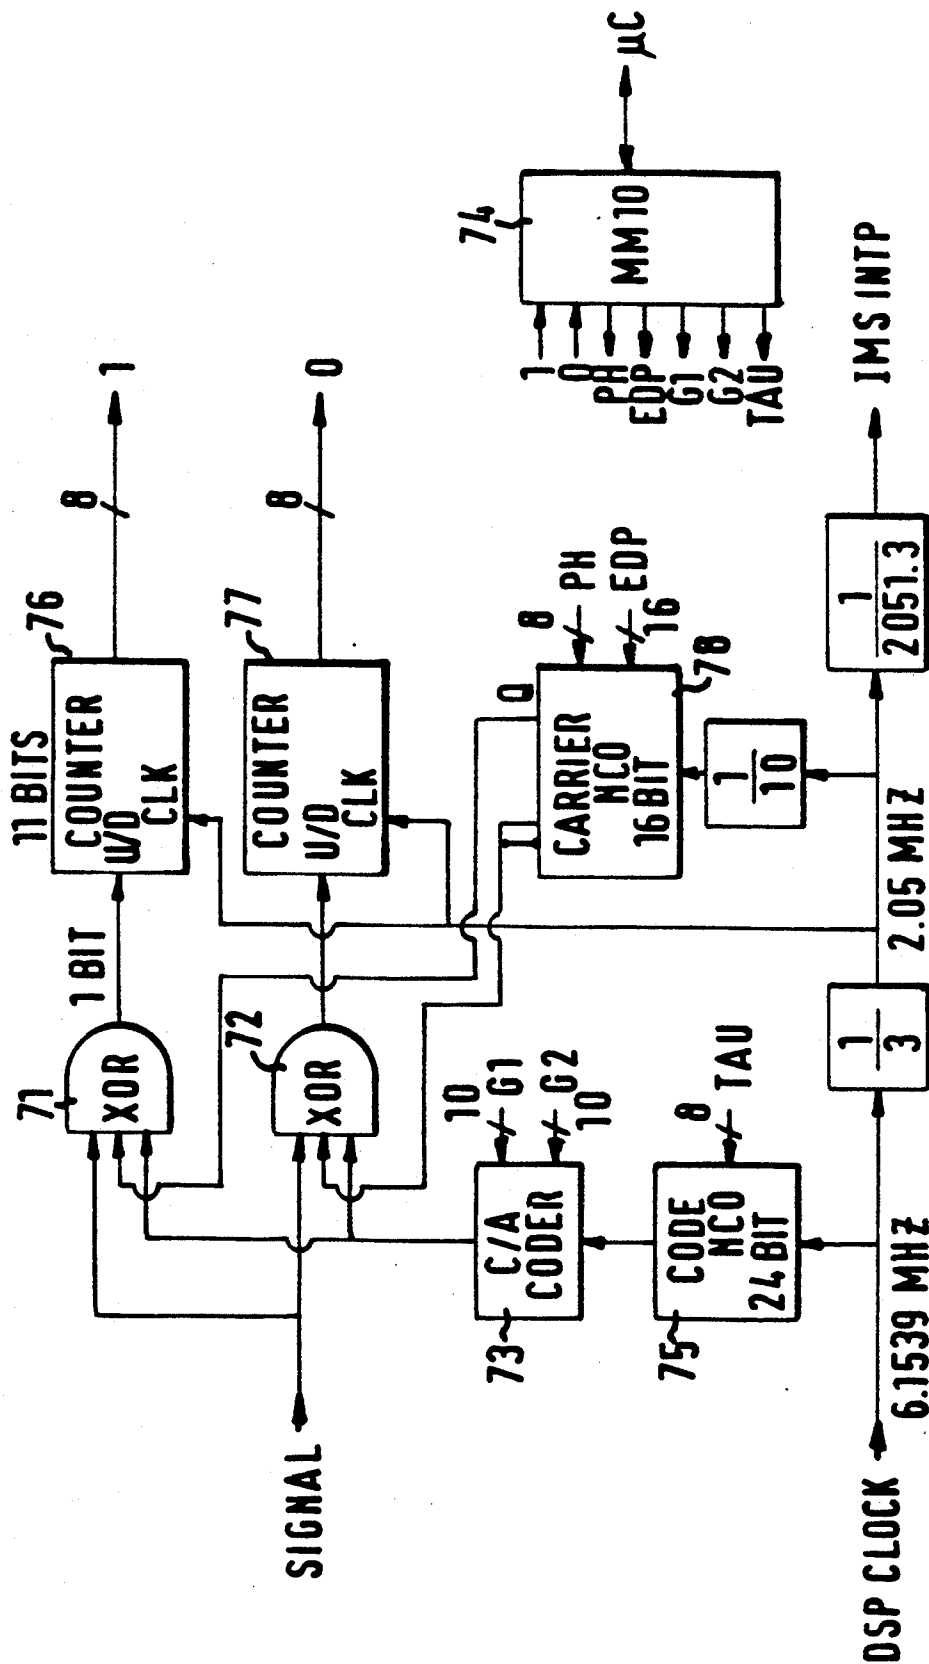 SIGNAL
71
XOR
1 BIT
11 BITS
COUNTER
U/D
CLK
76
8
1
72
XOR
COUNTER
U/D
CLK
77
8
0
73
C/A
CODER
10
G1
G2
10
I
Q
CARRIER
NCO
16 BIT
8
PH
EDP
16
78
75
CODE
NCO
24 BIT
8
TAU
1
10
DSP CLOCK
6.1539 MHZ
1
3
2.05 MHZ
1
2051.3
IMS INTP
74
1
0
PH
EDP
G1
G2
TAU
MM10
µC